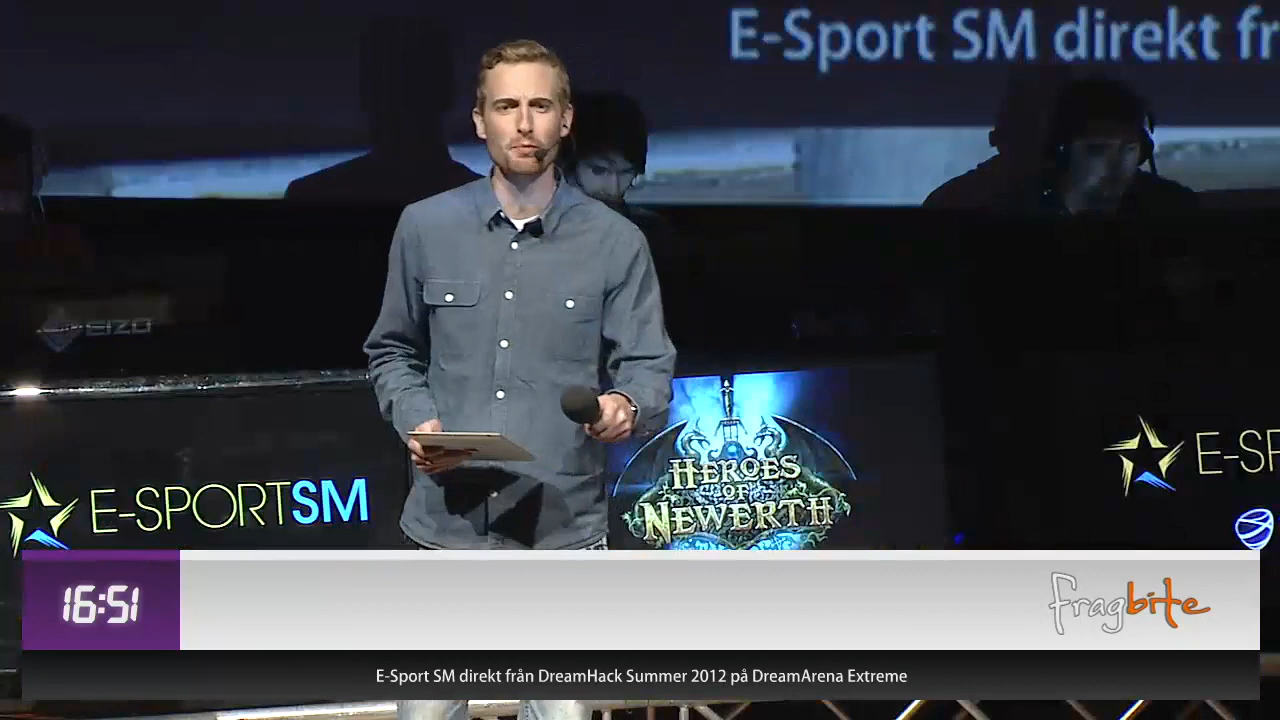 E-Sport SM direkt fr
EIZO
HEROES
OF
NEWERTH
E-SPORTSM
E-SP
16:51
fragbite
E-Sport SM direkt från DreamHack Summer 2012 på DreamArena Extreme